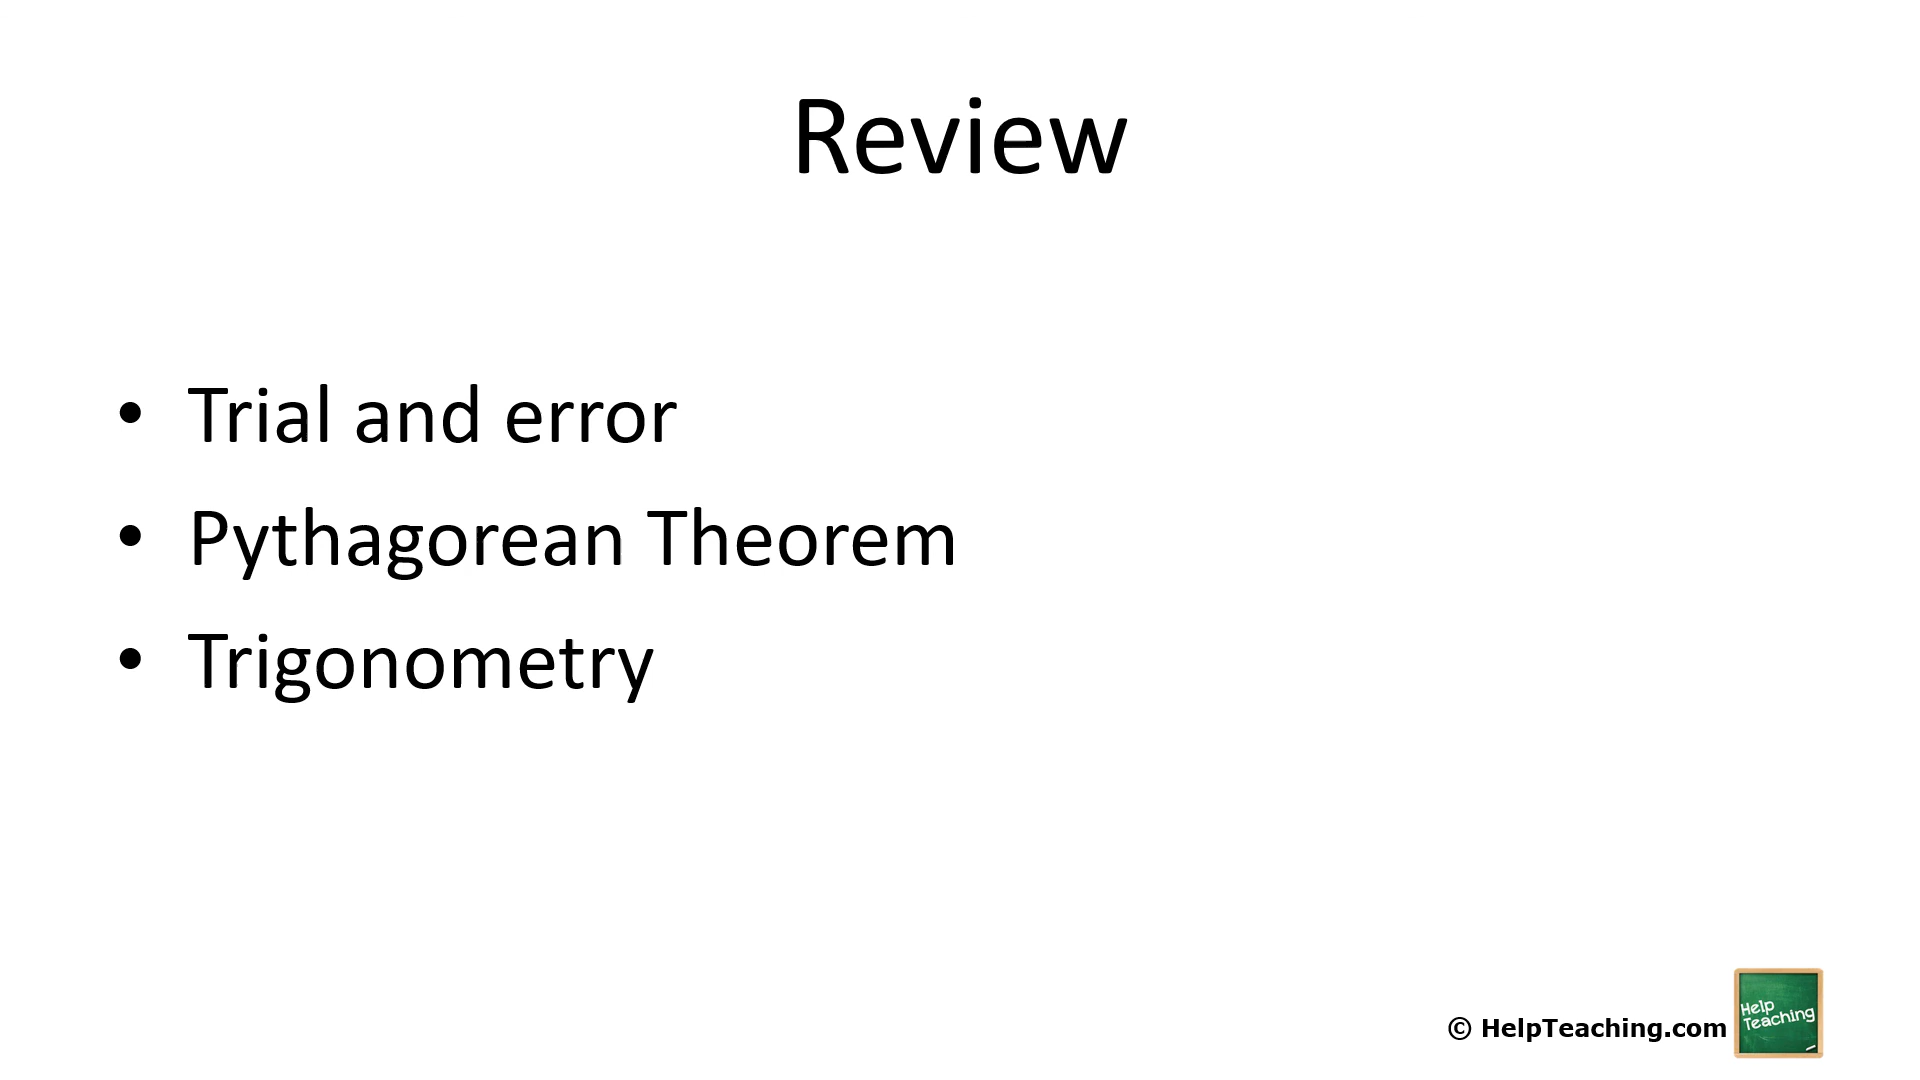 Review
• Trial and error
• Pythagorean Theorem
• Trigonometry
© HelpTeaching.com
Help
Teaching